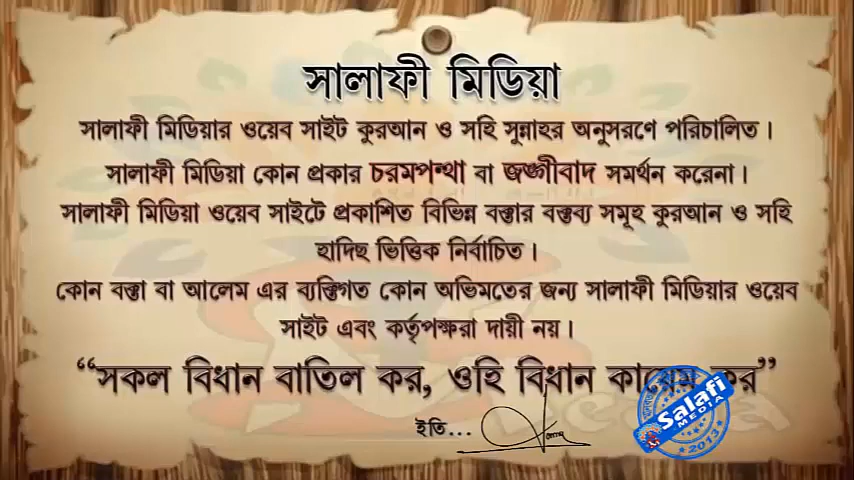 সালাফী মিডিয়া
সালাফী মিডিয়ার ওয়েব সাইট কুরআন ও সহি সুন্নাহর অনুসরণে পরিচালিত।
সালাফী মিডিয়া কোন প্রকার চরমপন্থা বা জঙ্গীবাদ সমর্থন করেনা।
সালাফী মিডিয়া ওয়েব সাইটে প্রকাশিত বিভিন্ন বক্তার বক্তব্য সমূহ কুরআন ও সহি
হাদিছ ভিত্তিক নির্বাচিত।
কোন বক্তা বা আলেম এর ব্যক্তিগত কোন অভিমতের জন্য সালাফী মিডিয়ার ওয়েব
সাইট এবং কর্তৃপক্ষরা দায়ী নয়।
“সকল বিধান বাতিল কর, ওহি বিধান কায়েম কর”
ইতি...
Salafi
MEDIA
2013